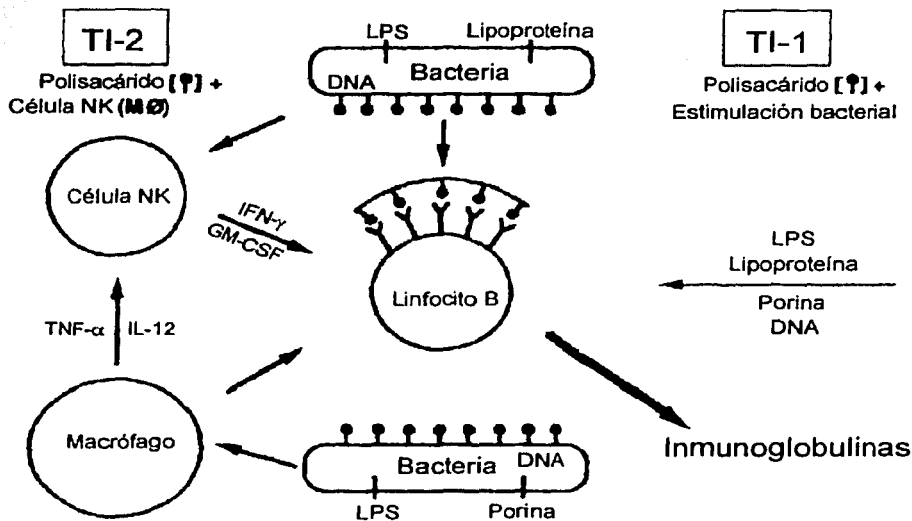 TI-2
Polisacárido [ ] +
Célula NK (MØ)
LPS
Lipoproteína
DNA
Bacteria
TI-1
Polisacárido [ ] +
Estimulación bacterial
Célula NK
IFN-γ
GM-CSF
Linfocito B
LPS
Lipoproteína
Porina
DNA
TNF-α
IL-12
Macrófago
Bacteria
DNA
LPS
Porina
Inmunoglobulinas